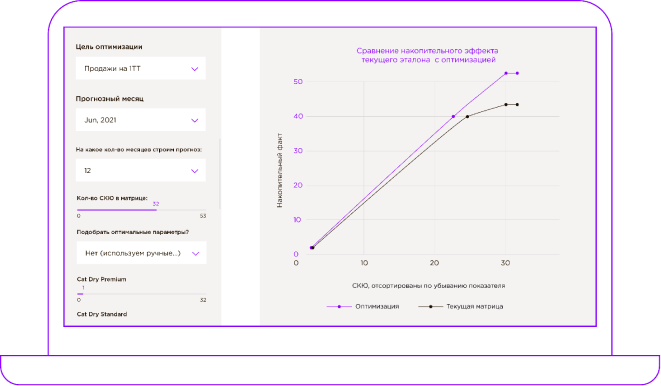 Цель оптимизации
Продажи на 1ТТ
Прогнозный месяц
Jun, 2021
На какое кол-во месяцев строим прогноз:
12
Кол-во СКЮ в матрице:
32
0 53
Подобрать оптимальные параметры?
Нет (используем ручные...)
Cat Dry Premium
1
0 32
Cat Dry Standard
Сравнение накопительного эффекта
текущего эталона с оптимизацией
Накопительный факт
50
40
30
20
10
0
0 10 20 30
СКЮ, отсортированы по убыванию показателя
Оптимизация Текущая матрица